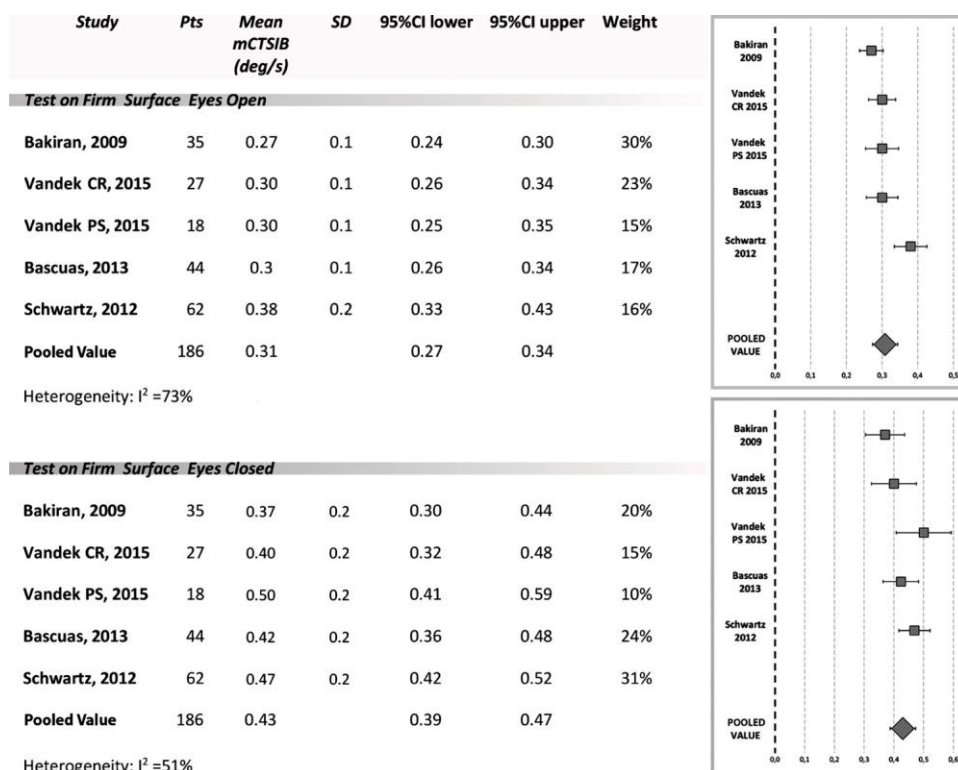 Study Pts Mean mCTSIB (deg/s) SD 95%CI lower 95%CI upper Weight
Test on Firm Surface Eyes Open
Bakiran, 2009 35 0.27 0.1 0.24 0.30 30%
Vandek CR, 2015 27 0.30 0.1 0.26 0.34 23%
Vandek PS, 2015 18 0.30 0.1 0.25 0.35 15%
Bascuas, 2013 44 0.3 0.1 0.26 0.34 17%
Schwartz, 2012 62 0.38 0.2 0.33 0.43 16%
Pooled Value 186 0.31 0.27 0.34
Heterogeneity: I² =73%
Test on Firm Surface Eyes Closed
Bakiran, 2009 35 0.37 0.2 0.30 0.44 20%
Vandek CR, 2015 27 0.40 0.2 0.32 0.48 15%
Vandek PS, 2015 18 0.50 0.2 0.41 0.59 10%
Bascuas, 2013 44 0.42 0.2 0.36 0.48 24%
Schwartz, 2012 62 0.47 0.2 0.42 0.52 31%
Pooled Value 186 0.43 0.39 0.47
Heterogeneity: I² =51%
Bakiran
2009
Vandek
CR 2015
Vandek
PS 2015
Bascuas
2013
Schwartz
2012
POOLED
VALUE
0,0 0,1 0,2 0,3 0,4 0,5
Bakiran
2009
Vandek
CR 2015
Vandek
PS 2015
Bascuas
2013
Schwartz
2012
POOLED
VALUE
0,0 0,1 0,2 0,3 0,4 0,5 0,6